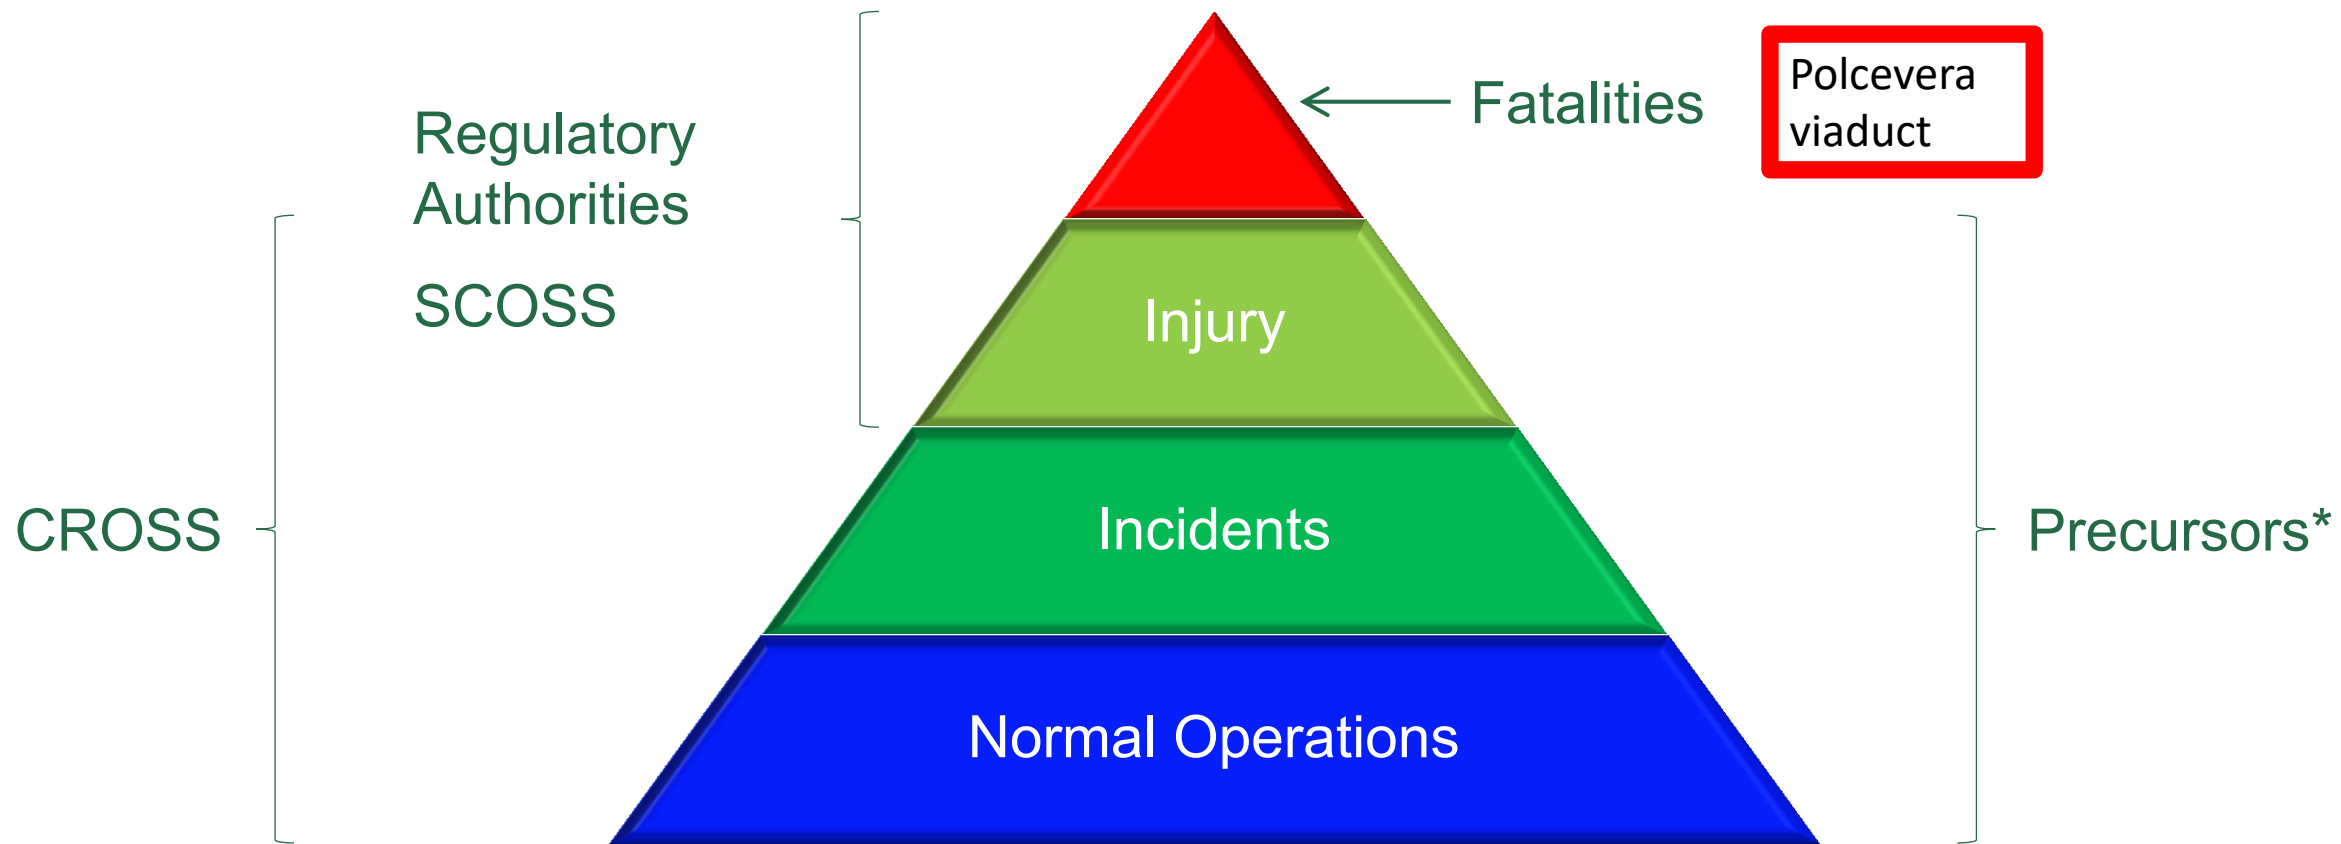 Regulatory
Authorities
SCOSS
Fatalities
Polcevera
viaduct
Injury
CROSS
Incidents
Precursors*
Normal Operations